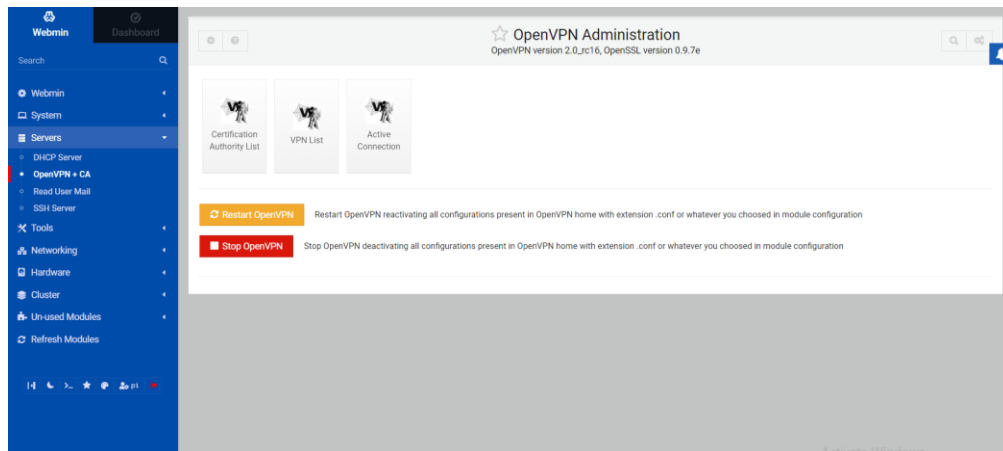 Webmin
Dashboard
Search
Webmin
System
Servers
DHCP Server
OpenVPN + CA
Read User Mail
SSH Server
Tools
Networking
Hardware
Cluster
Un-used Modules
Refresh Modules
OpenVPN Administration
OpenVPN version 2.0_rc16, OpenSSL version 0.9.7e
Certification
Authority List
VPN List
Active
Connection
Restart OpenVPN
Restart OpenVPN reactivating all configurations present in OpenVPN home with extension .conf or whatever you choosed in module configuration
Stop OpenVPN
Stop OpenVPN deactivating all configurations present in OpenVPN home with extension .conf or whatever you choosed in module configuration